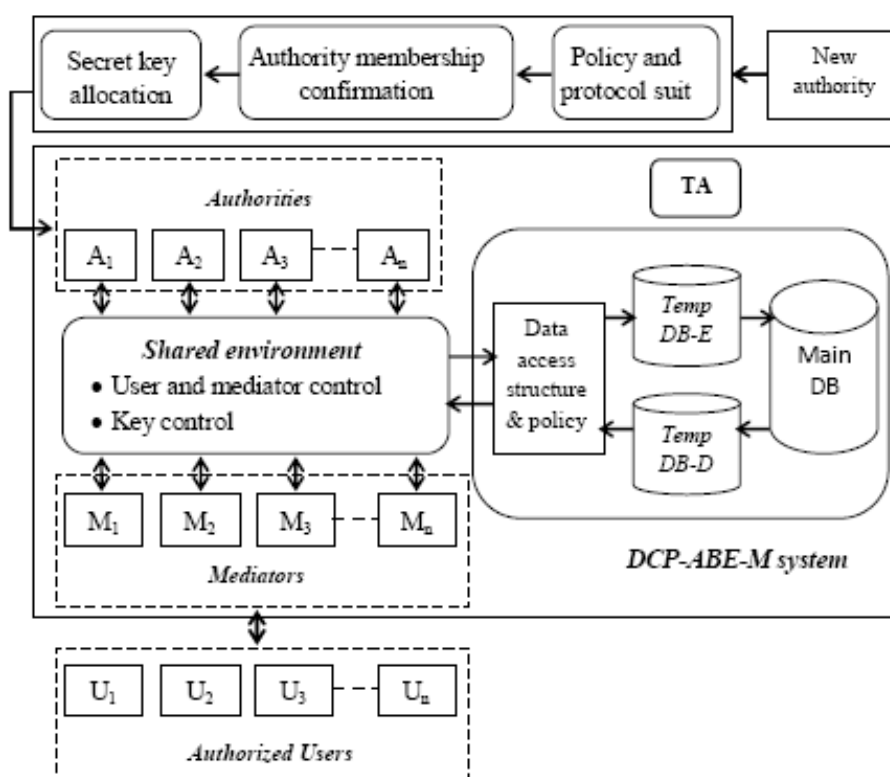 Secret key
allocation
Authority membership
confirmation
Policy and
protocol suit
New
authority
Authorities
A₁
A₂
A₃
Aₙ
TA
Shared environment
• User and mediator control
• Key control
Data
access
structure
& policy
Temp
DB-E
Main
DB
Temp
DB-D
M₁
M₂
M₃
Mₙ
Mediators
DCP-ABE-M system
U₁
U₂
U₃
Uₙ
Authorized Users